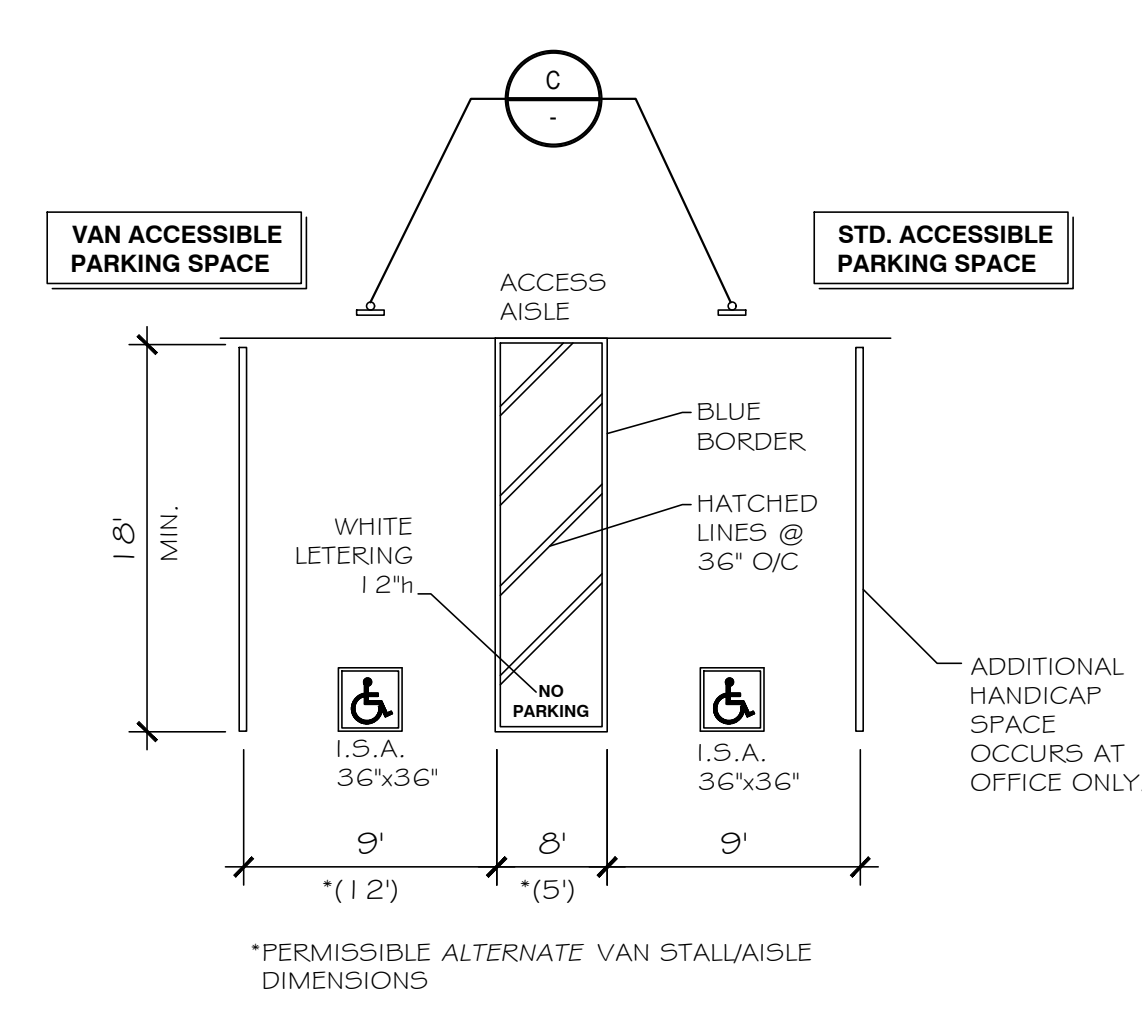 C
-
VAN ACCESSIBLE
PARKING SPACE
STD. ACCESSIBLE
PARKING SPACE
ACCESS
AISLE
BLUE
BORDER
HATCHED
LINES @
36" O/C
WHITE
LETERING
12"h
18'
MIN.
NO
PARKING
I.S.A.
36"x36"
I.S.A.
36"x36"
ADDITIONAL
HANDICAP
SPACE
OCCURS AT
OFFICE ONLY.
9'
8'
9'
*(12')
*(5')
*PERMISSIBLE ALTERNATE VAN STALL/AISLE
DIMENSIONS